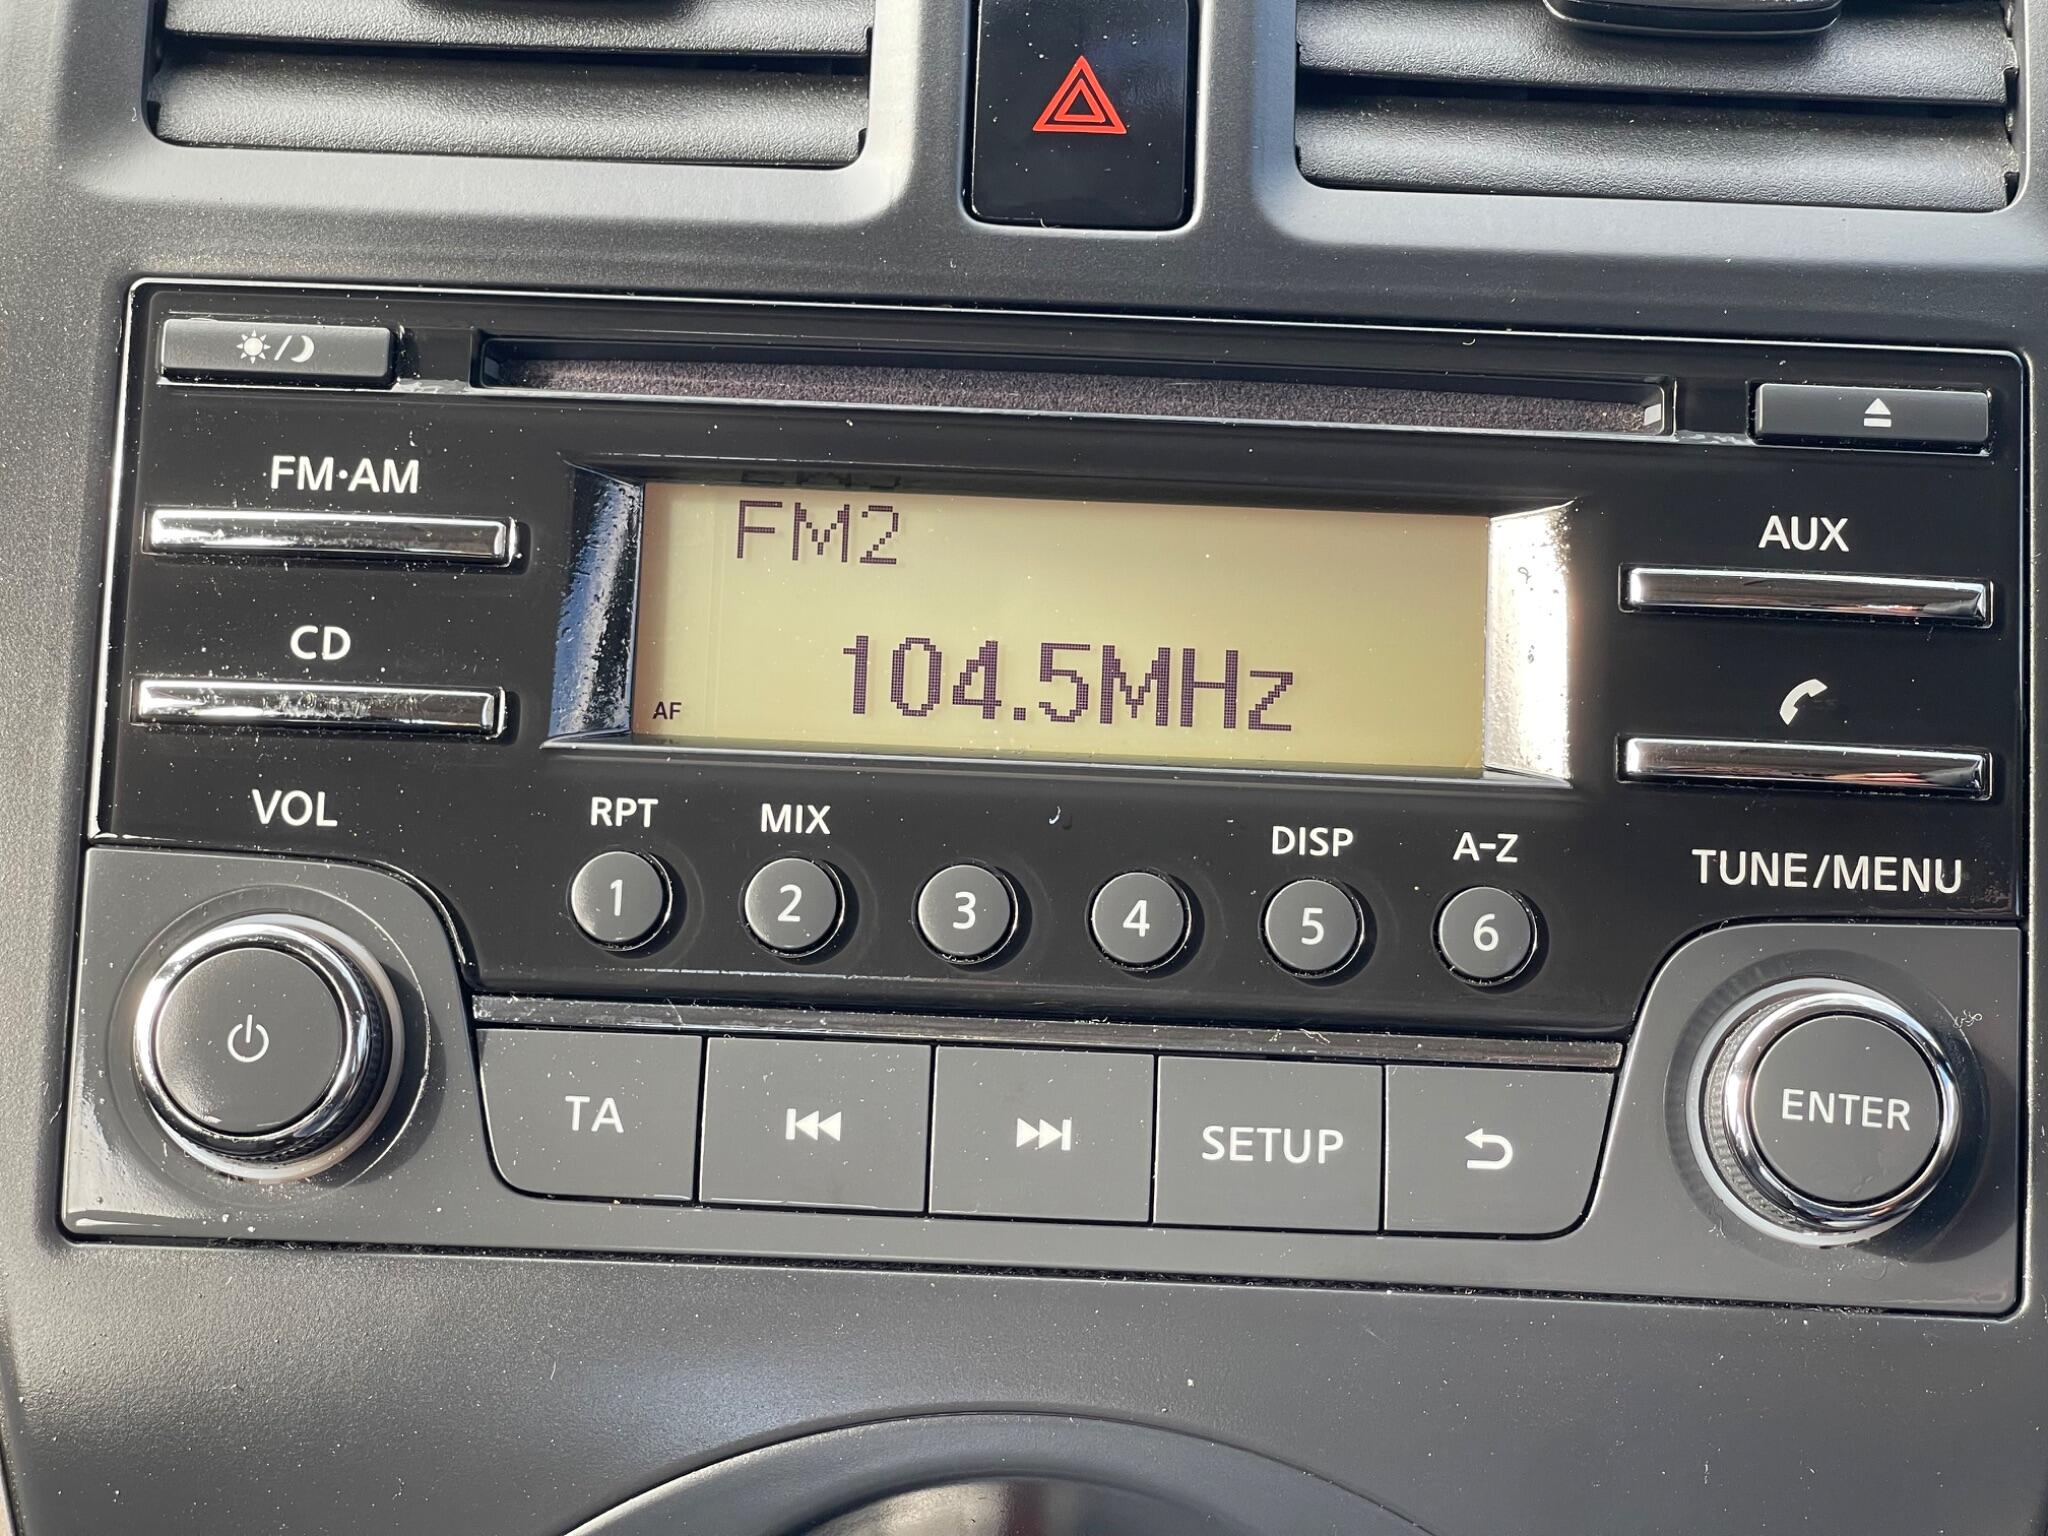 FM·AM
CD
VOL
FM2
104.5MHz
AF
AUX
TUNE/MENU
RPT
MIX
DISP
A-Z
1
2
3
4
5
6
TA
SETUP
ENTER